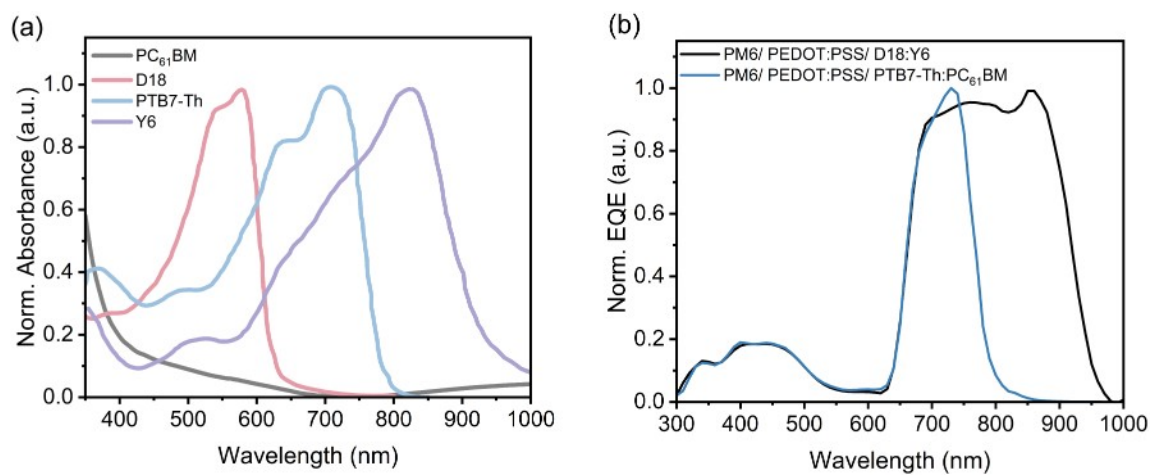 (a)
PC61BM
D18
PTB7-Th
Y6
1.0
0.8
0.6
0.4
0.2
0.0
Norm. Absorbance (a.u.)
400 500 600 700 800 900 1000
Wavelength (nm)
(b)
PM6/ PEDOT:PSS/ D18:Y6
PM6/ PEDOT:PSS/ PTB7-Th:PC61BM
1.0
0.8
0.6
0.4
0.2
0.0
Norm. EQE (a.u.)
300 400 500 600 700 800 900 1000
Wavelength (nm)